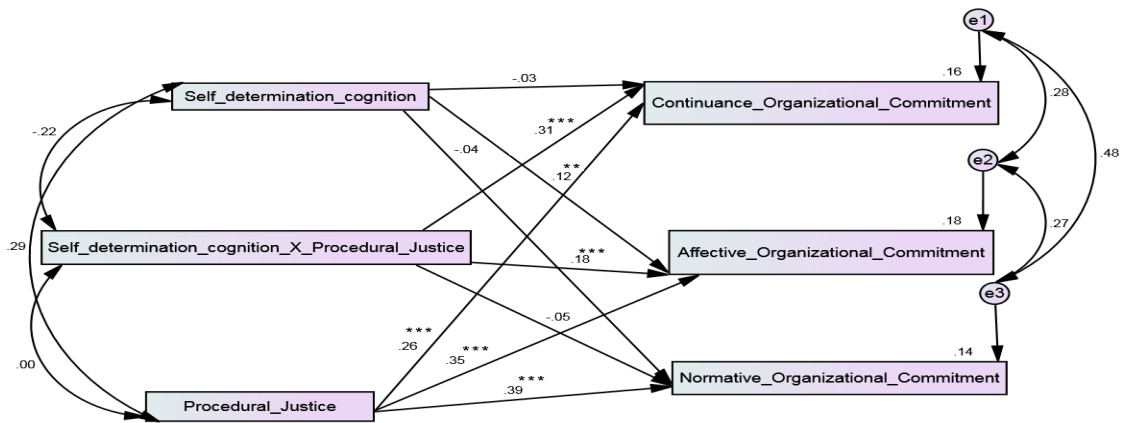 e1
.16
-.03
Self_determination_cognition
Continuance_Organizational_Commitment
.28
***
.31
-.04
-.22
.48
e2
**
.12
.18
.27
.29
Self_determination_cognition_X_Procedural_Justice
***
.18
Affective_Organizational_Commitment
e3
-.05
***
.26
***
.35
.00
.14
***
.39
Normative_Organizational_Commitment
Procedural_Justice